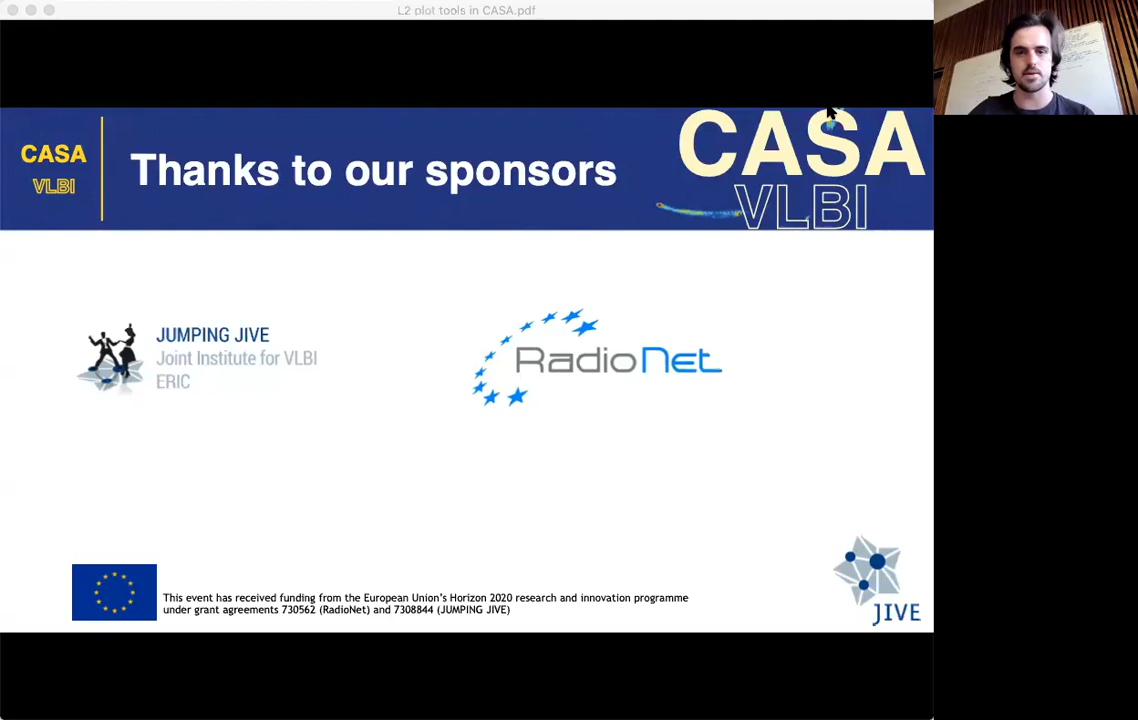 L2 plot tools in CASA.pdf
CASA
VLBI
Thanks to our sponsors
CASA
VLBI
JUMPING JIVE
Joint Institute for VLBI
ERIC
RadioNet
This event has received funding from the European Union's Horizon 2020 research and innovation programme
under grant agreements 730562 (RadioNet) and 7308844 (JUMPING JIVE)
JIVE